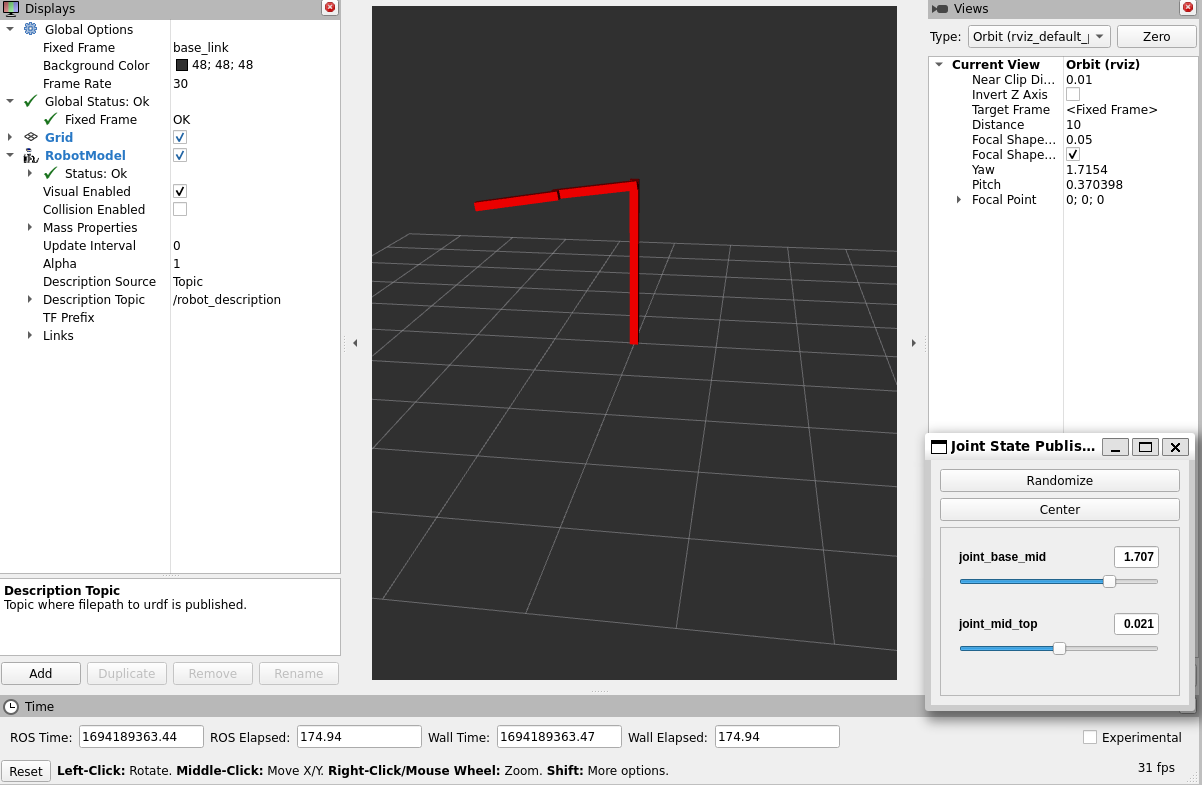 Displays
Global Options
Fixed Frame base_link
Background Color 48; 48; 48
Frame Rate 30
Global Status: Ok
Fixed Frame OK
Grid
RobotModel
Status: Ok
Visual Enabled
Collision Enabled
Mass Properties
Update Interval 0
Alpha 1
Description Source Topic
Description Topic /robot_description
TF Prefix
Links
Description Topic
Topic where filepath to urdf is published.
Add Duplicate Remove Rename
Views
Type: Orbit (rviz_default_ Zero
Current View Orbit (rviz)
Near Clip Di... 0.01
Invert Z Axis
Target Frame <Fixed Frame>
Distance 10
Focal Shape... 0.05
Focal Shape...
Yaw 1.7154
Pitch 0.370398
Focal Point 0; 0; 0
Joint State Publis...
Randomize
Center
joint_base_mid 1.707
joint_mid_top 0.021
Time
ROS Time: 1694189363.44 ROS Elapsed: 174.94 Wall Time: 1694189363.47 Wall Elapsed: 174.94 Experimental
Reset Left-Click: Rotate. Middle-Click: Move X/Y. Right-Click/Mouse Wheel: Zoom. Shift: More options. 31 fps